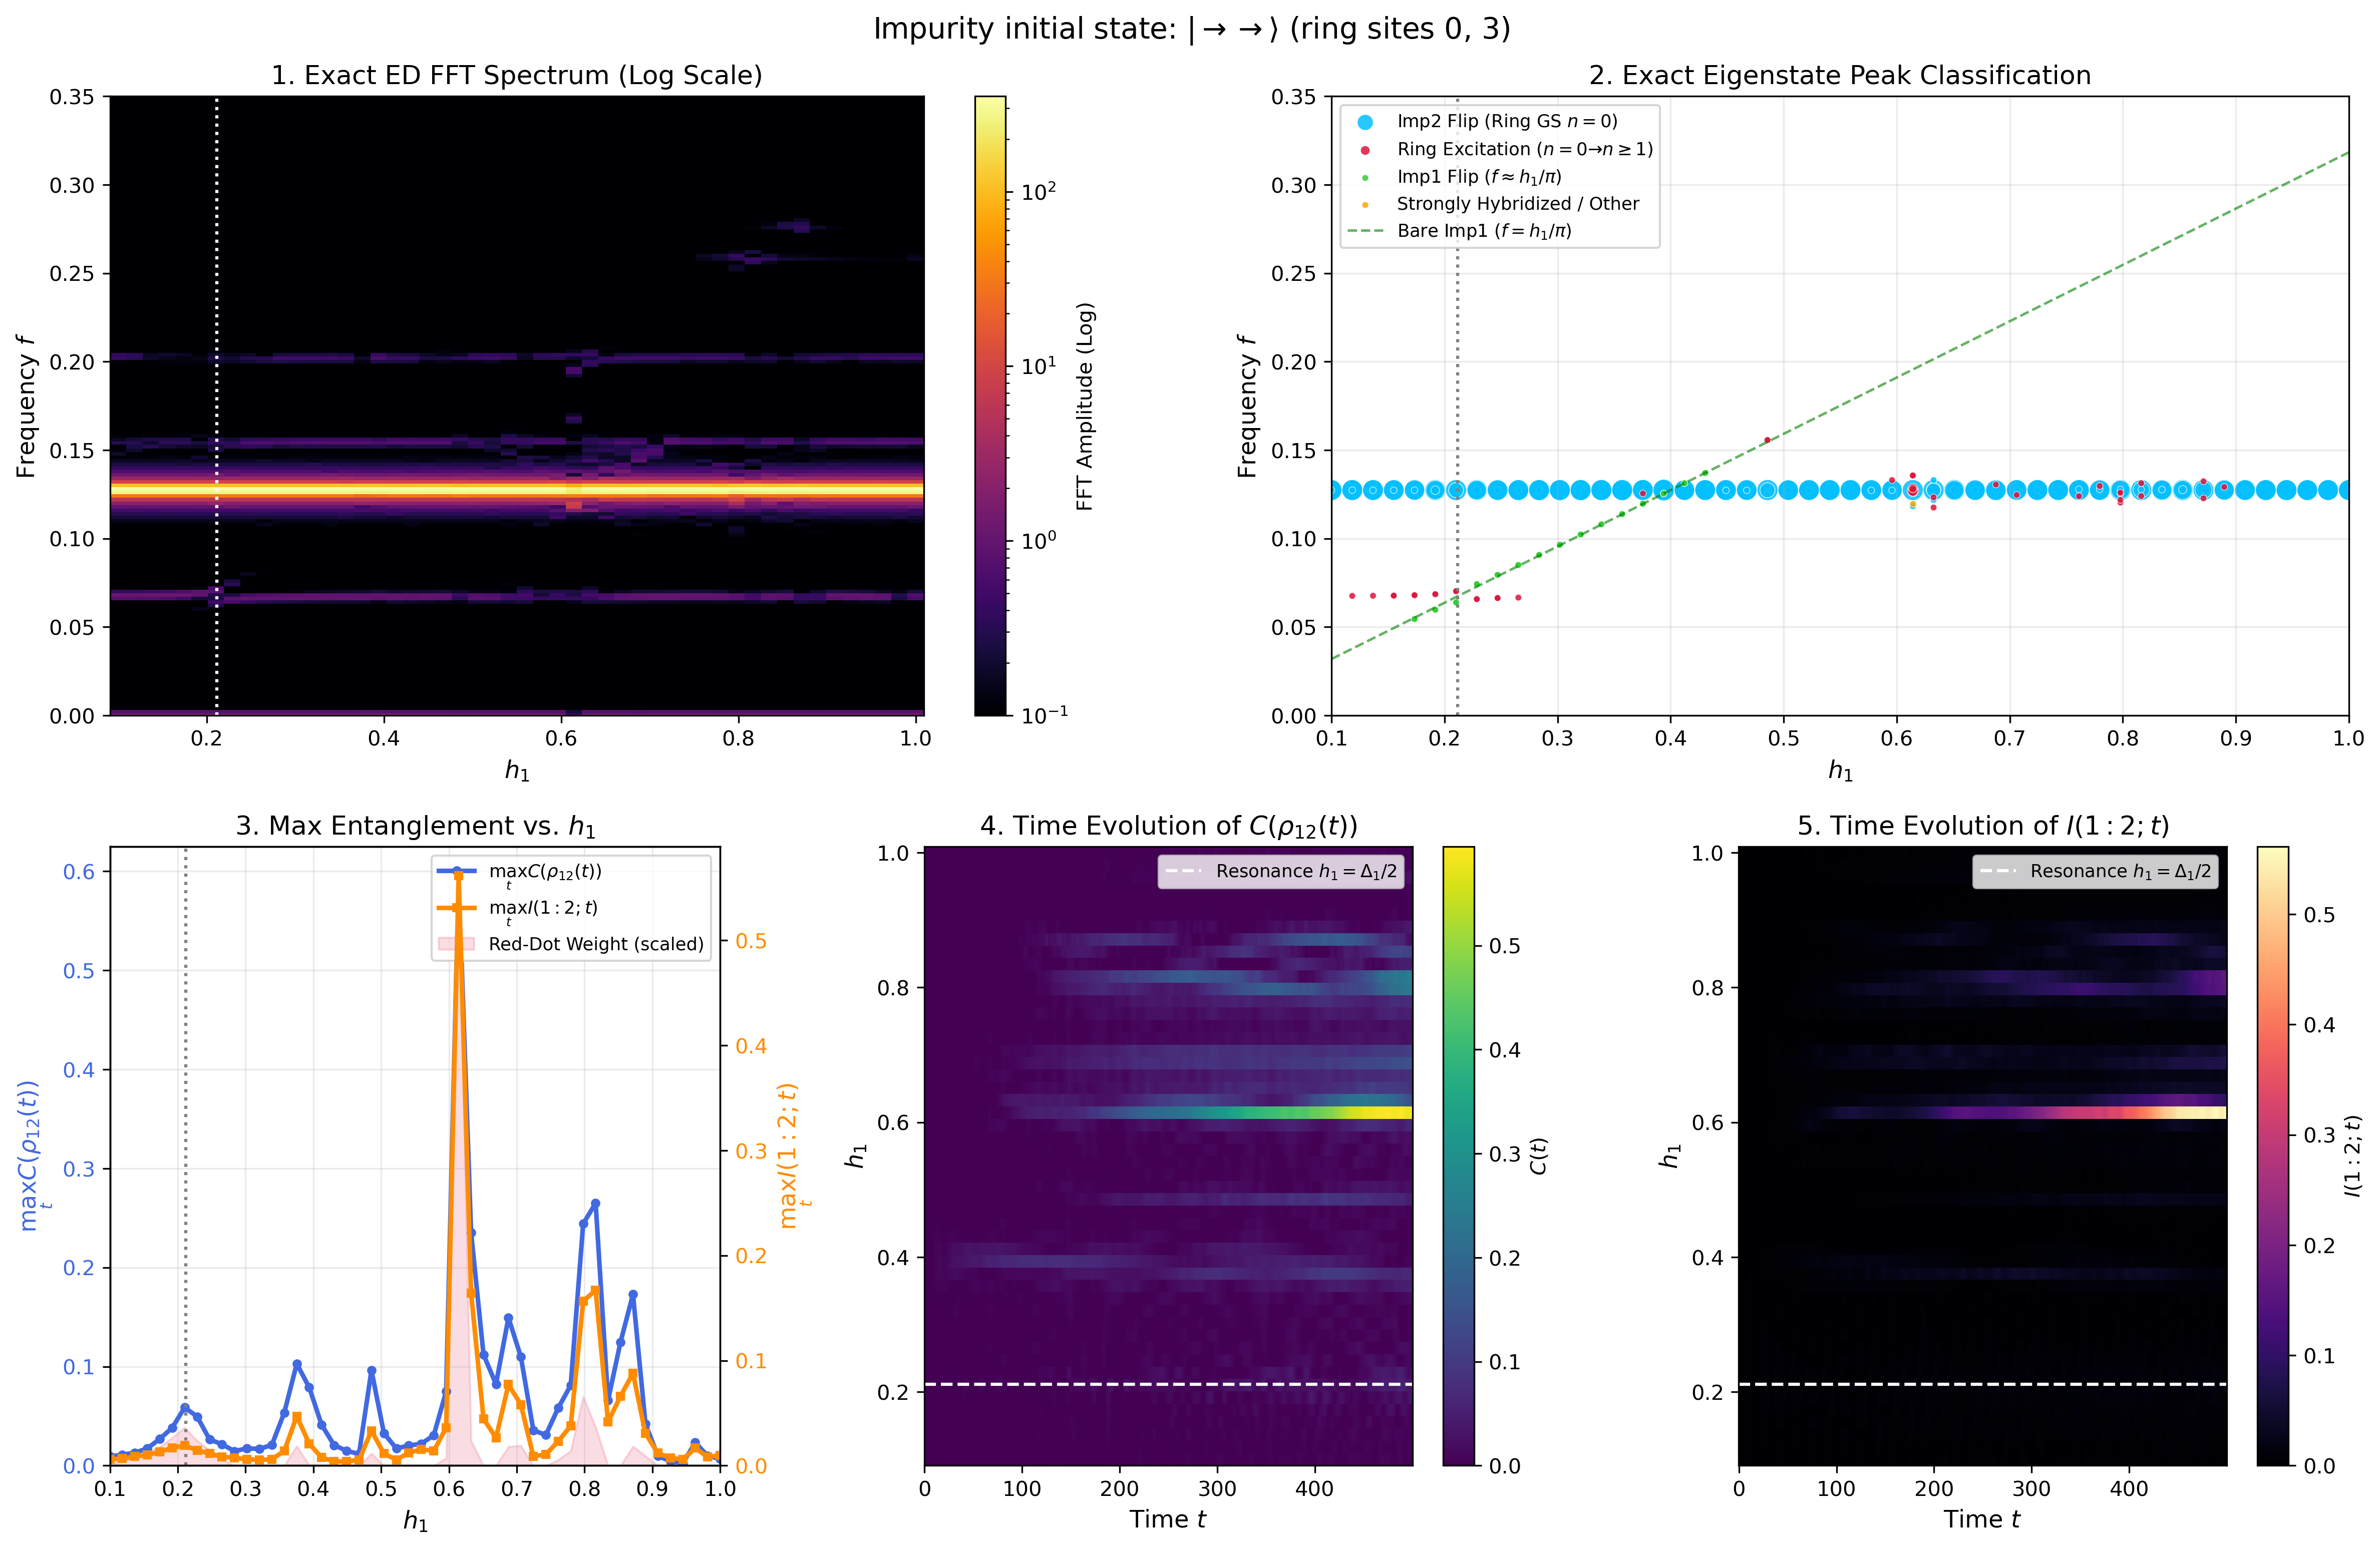 Impurity initial state: |→→⟩ (ring sites 0, 3)
1. Exact ED FFT Spectrum (Log Scale)
Frequency f
0.35
0.30
0.25
0.20
0.15
0.10
0.05
0.00
0.2 0.4 0.6 0.8 1.0
h₁
10²
10¹
10⁰
10⁻¹
FFT Amplitude (Log)
2. Exact Eigenstate Peak Classification
Frequency f
0.35
0.30
0.25
0.20
0.15
0.10
0.05
0.00
Imp2 Flip (Ring GS n = 0)
Ring Excitation (n = 0→n ≥ 1)
Imp1 Flip (f ≈ h₁/π)
Strongly Hybridized / Other
Bare Imp1 (f = h₁/π)
0.1 0.2 0.3 0.4 0.5 0.6 0.7 0.8 0.9 1.0
h₁
3. Max Entanglement vs. h₁
max C(ρ₁₂(t))
t
0.6
0.5
0.4
0.3
0.2
0.1
0.0
max C(ρ₁₂(t))
t
max I(1 : 2; t)
t
Red-Dot Weight (scaled)
0.5
0.4
0.3
0.2
0.1
0.0
max I(1 : 2; t)
t
0.1 0.2 0.3 0.4 0.5 0.6 0.7 0.8 0.9 1.0
h₁
4. Time Evolution of C(ρ₁₂(t))
h₁
1.0
0.8
0.6
0.4
0.2
Resonance h₁ = Δ₁/2
0 100 200 300 400
Time t
0.5
0.4
0.3
0.2
0.1
0.0
C(t)
5. Time Evolution of I(1 : 2; t)
h₁
1.0
0.8
0.6
0.4
0.2
Resonance h₁ = Δ₁/2
0 100 200 300 400
Time t
0.5
0.4
0.3
0.2
0.1
0.0
I(1 : 2; t)